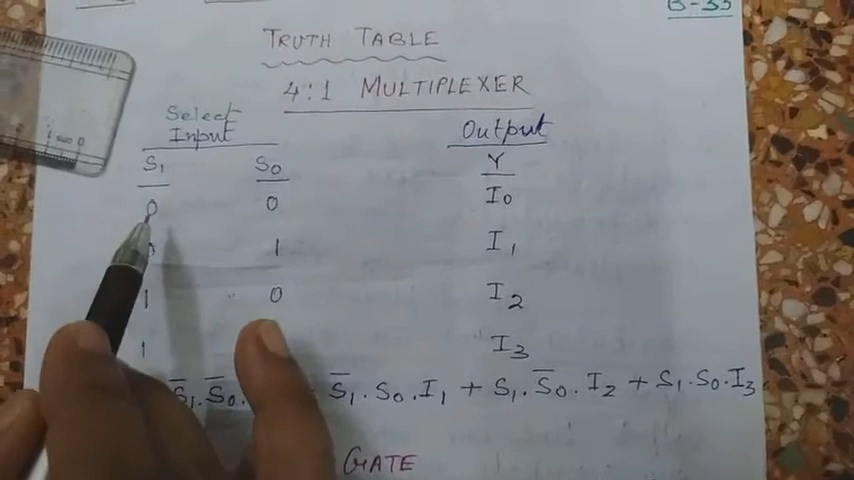 B-35
TRUTH TABLE
4:1 MULTIPLEXER
Select
Input
Output
S₁ S₀ Y
0 0 I₀
0 1 I₁
1 0 I₂
1 I₃
S̅₁.S̅₀. S̅₁.S₀.I₁ + S₁.S̅₀.I₂ + S₁.S₀.I₃
GATE